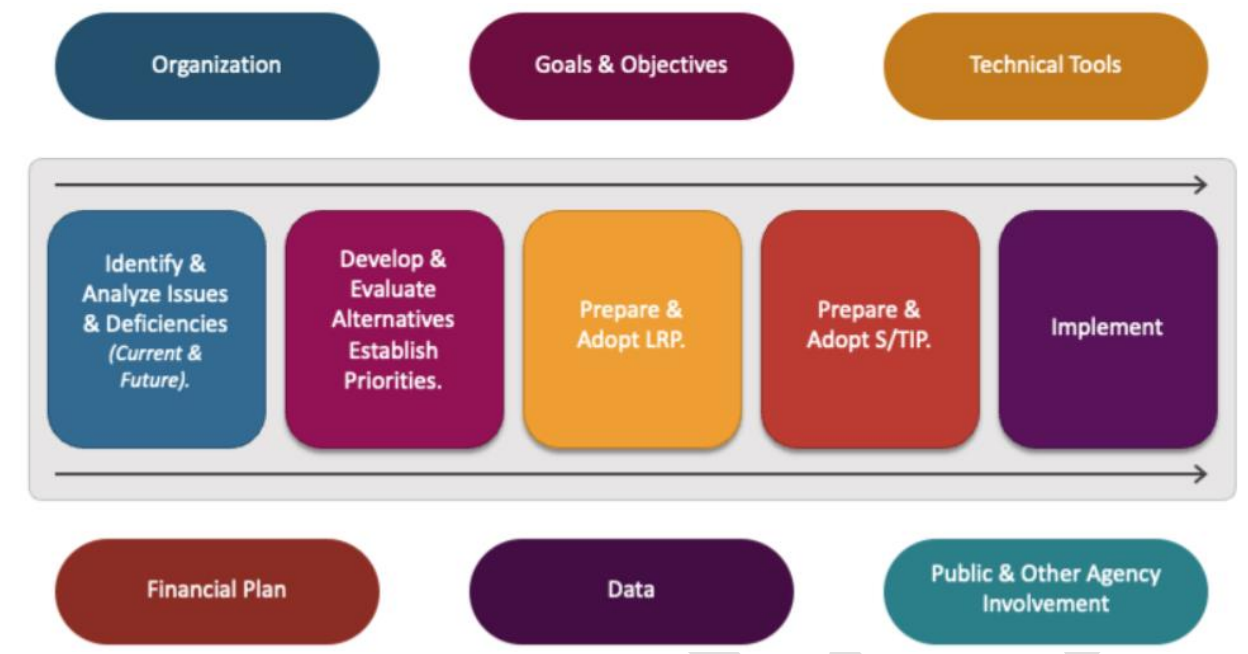 Organization
Goals & Objectives
Technical Tools
Identify &
Analyze Issues
& Deficiencies
(Current &
Future).
Develop &
Evaluate
Alternatives
Establish
Priorities.
Prepare &
Adopt LRP.
Prepare &
Adopt S/TIP.
Implement
Financial Plan
Data
Public & Other Agency
Involvement